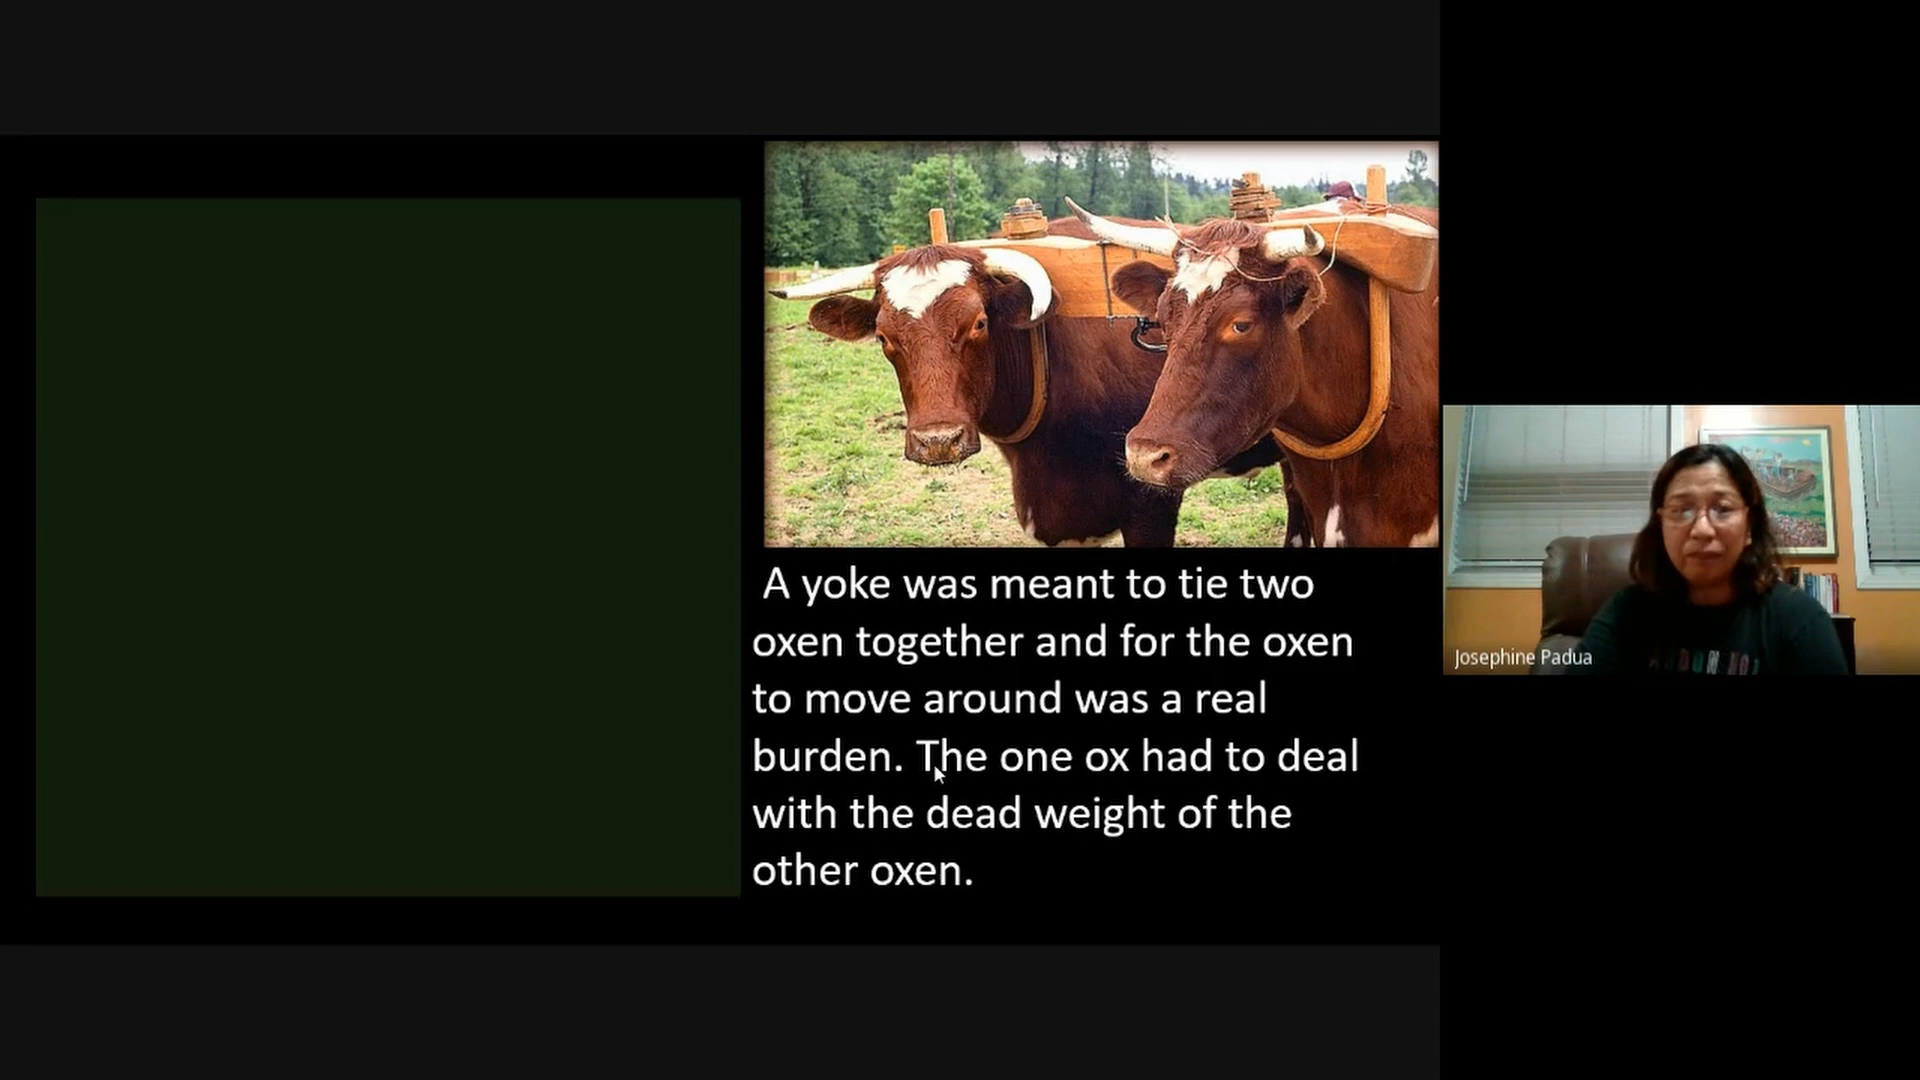 A yoke was meant to tie two
oxen together and for the oxen
to move around was a real
burden. The one ox had to deal
with the dead weight of the
other oxen.
Josephine Padua